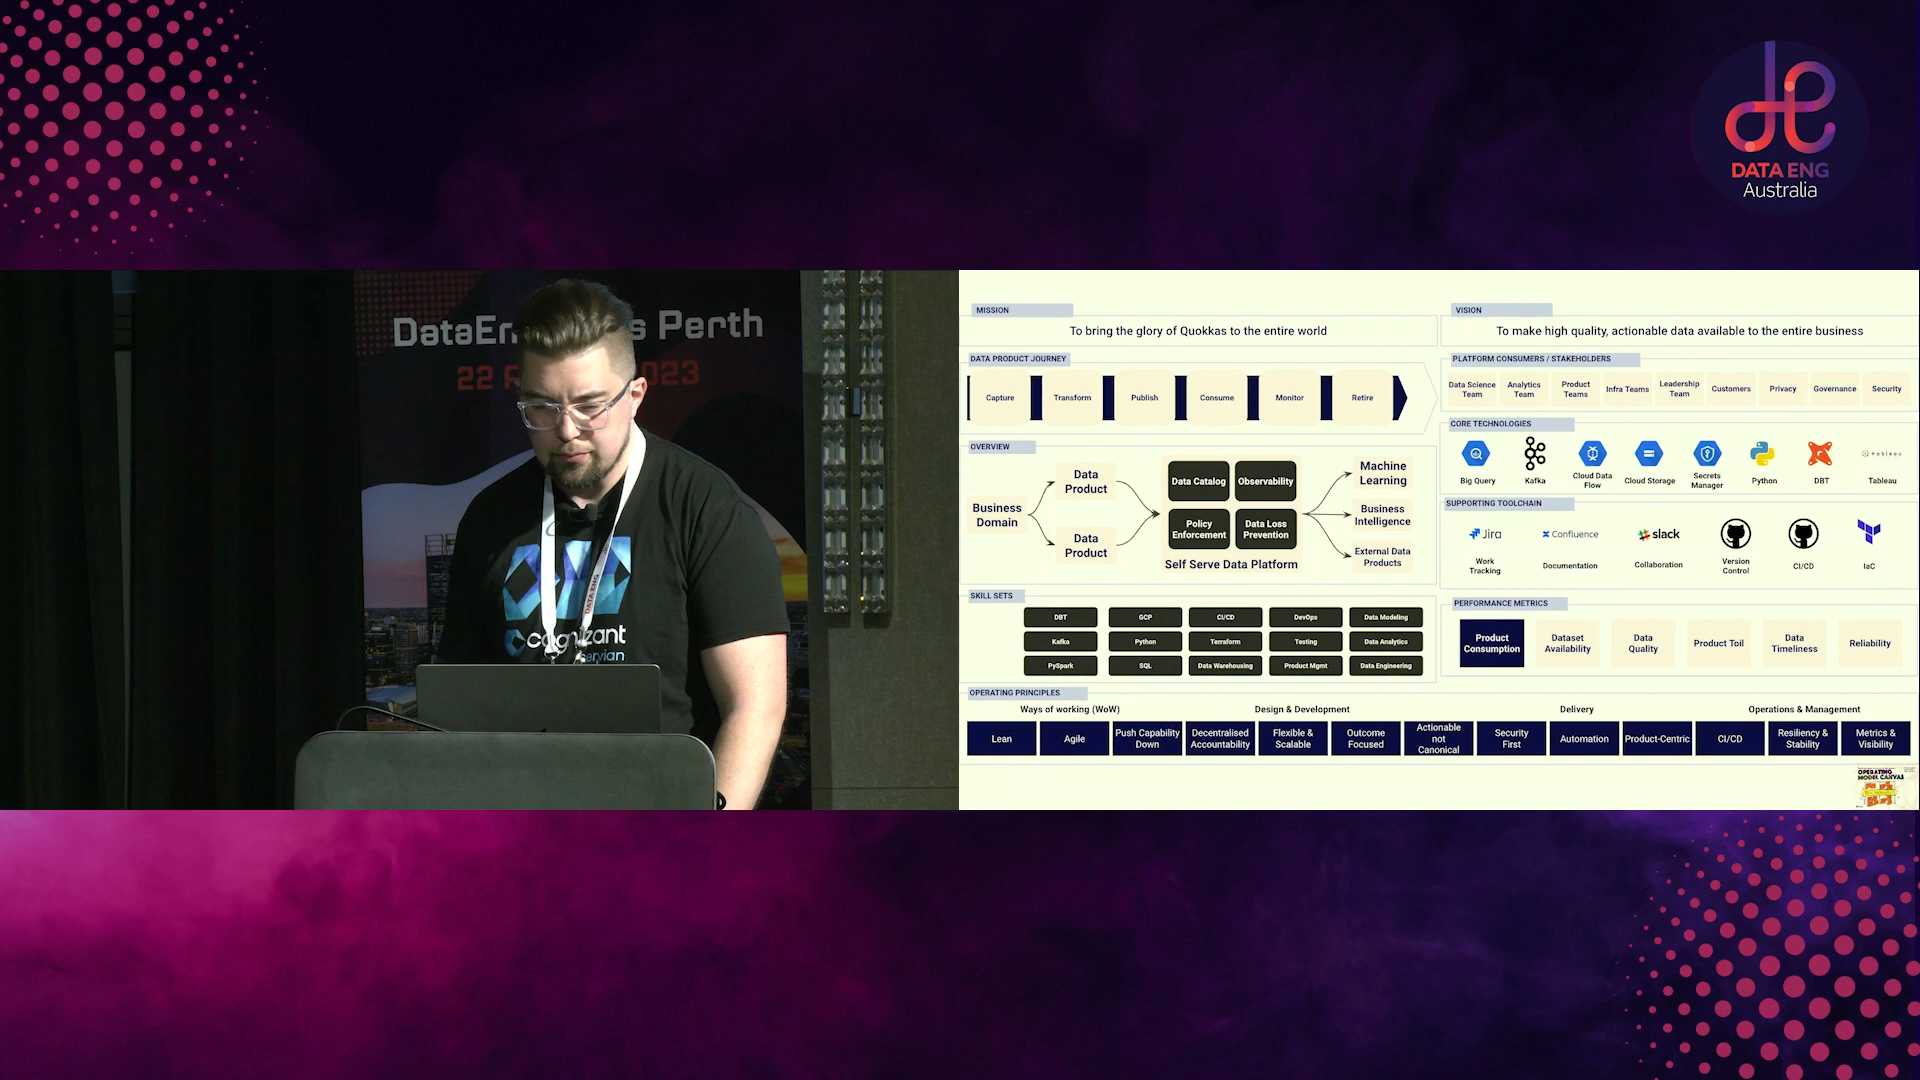 DATA ENG
Australia
DataEn
s Perth
22
023
DATA ENG
cognizant
servian
MISSION
To bring the glory of Quokkas to the entire world
VISION
To make high quality, actionable data available to the entire business
DATA PRODUCT JOURNEY
Capture
Transform
Publish
Consume
Monitor
Retire
PLATFORM CONSUMERS / STAKEHOLDERS
Data Science
Team
Analytics
Team
Product
Teams
Infra Teams
Leadership
Team
Customers
Privacy
Governance
Security
CORE TECHNOLOGIES
Big Query
Kafka
Cloud Data
Flow
Cloud Storage
Secrets
Manager
Python
DBT
tableau
Tableau
OVERVIEW
Business
Domain
Data
Product
Data
Product
Data Catalog
Observability
Policy
Enforcement
Data Loss
Prevention
Self Serve Data Platform
Machine
Learning
Business
Intelligence
External Data
Products
SUPPORTING TOOLCHAIN
Jira
Work
Tracking
Confluence
Documentation
slack
Collaboration
Version
Control
CI/CD
IaC
SKILL SETS
DBT
GCP
CI/CD
DevOps
Data Modeling
Kafka
Python
Terraform
Testing
Data Analytics
PySpark
SQL
Data Warehousing
Product Mgmt
Data Engineering
PERFORMANCE METRICS
Product
Consumption
Dataset
Availability
Data
Quality
Product Toil
Data
Timeliness
Reliability
OPERATING PRINCIPLES
Ways of working (WoW)
Design & Development
Delivery
Operations & Management
Lean
Agile
Push Capability
Down
Decentralised
Accountability
Flexible &
Scalable
Outcome
Focused
Actionable
not
Canonical
Security
First
Automation
Product-Centric
CI/CD
Resiliency &
Stability
Metrics &
Visibility
OPERATING
MODEL CANVAS